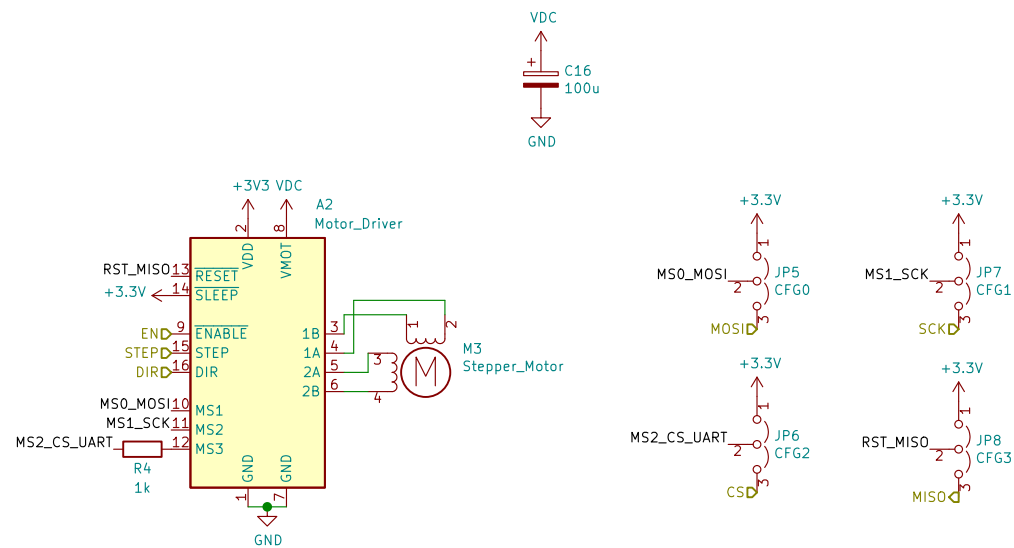 VDC
+
C16
100u
GND
+3V3 VDC
A2
Motor_Driver
2
8
VDD
VMOT
RST_MISO 13 RESET
+3.3V 14 SLEEP
EN 9 ENABLE
STEP 15 STEP
DIR 16 DIR
MS0_MOSI 10 MS1
MS1_SCK 11 MS2
MS2_CS_UART 12 MS3
R4
1k
1B 3
1A 4
2A 5
2B 6
1
2
3
4
M
M3
Stepper_Motor
GND
GND
1
7
GND
+3.3V
1
MS0_MOSI
2
JP5
CFG0
3
MOSI
+3.3V
1
MS1_SCK
2
JP7
CFG1
3
SCK
+3.3V
1
MS2_CS_UART
2
JP6
CFG2
3
CS
+3.3V
1
RST_MISO
2
JP8
CFG3
3
MISO